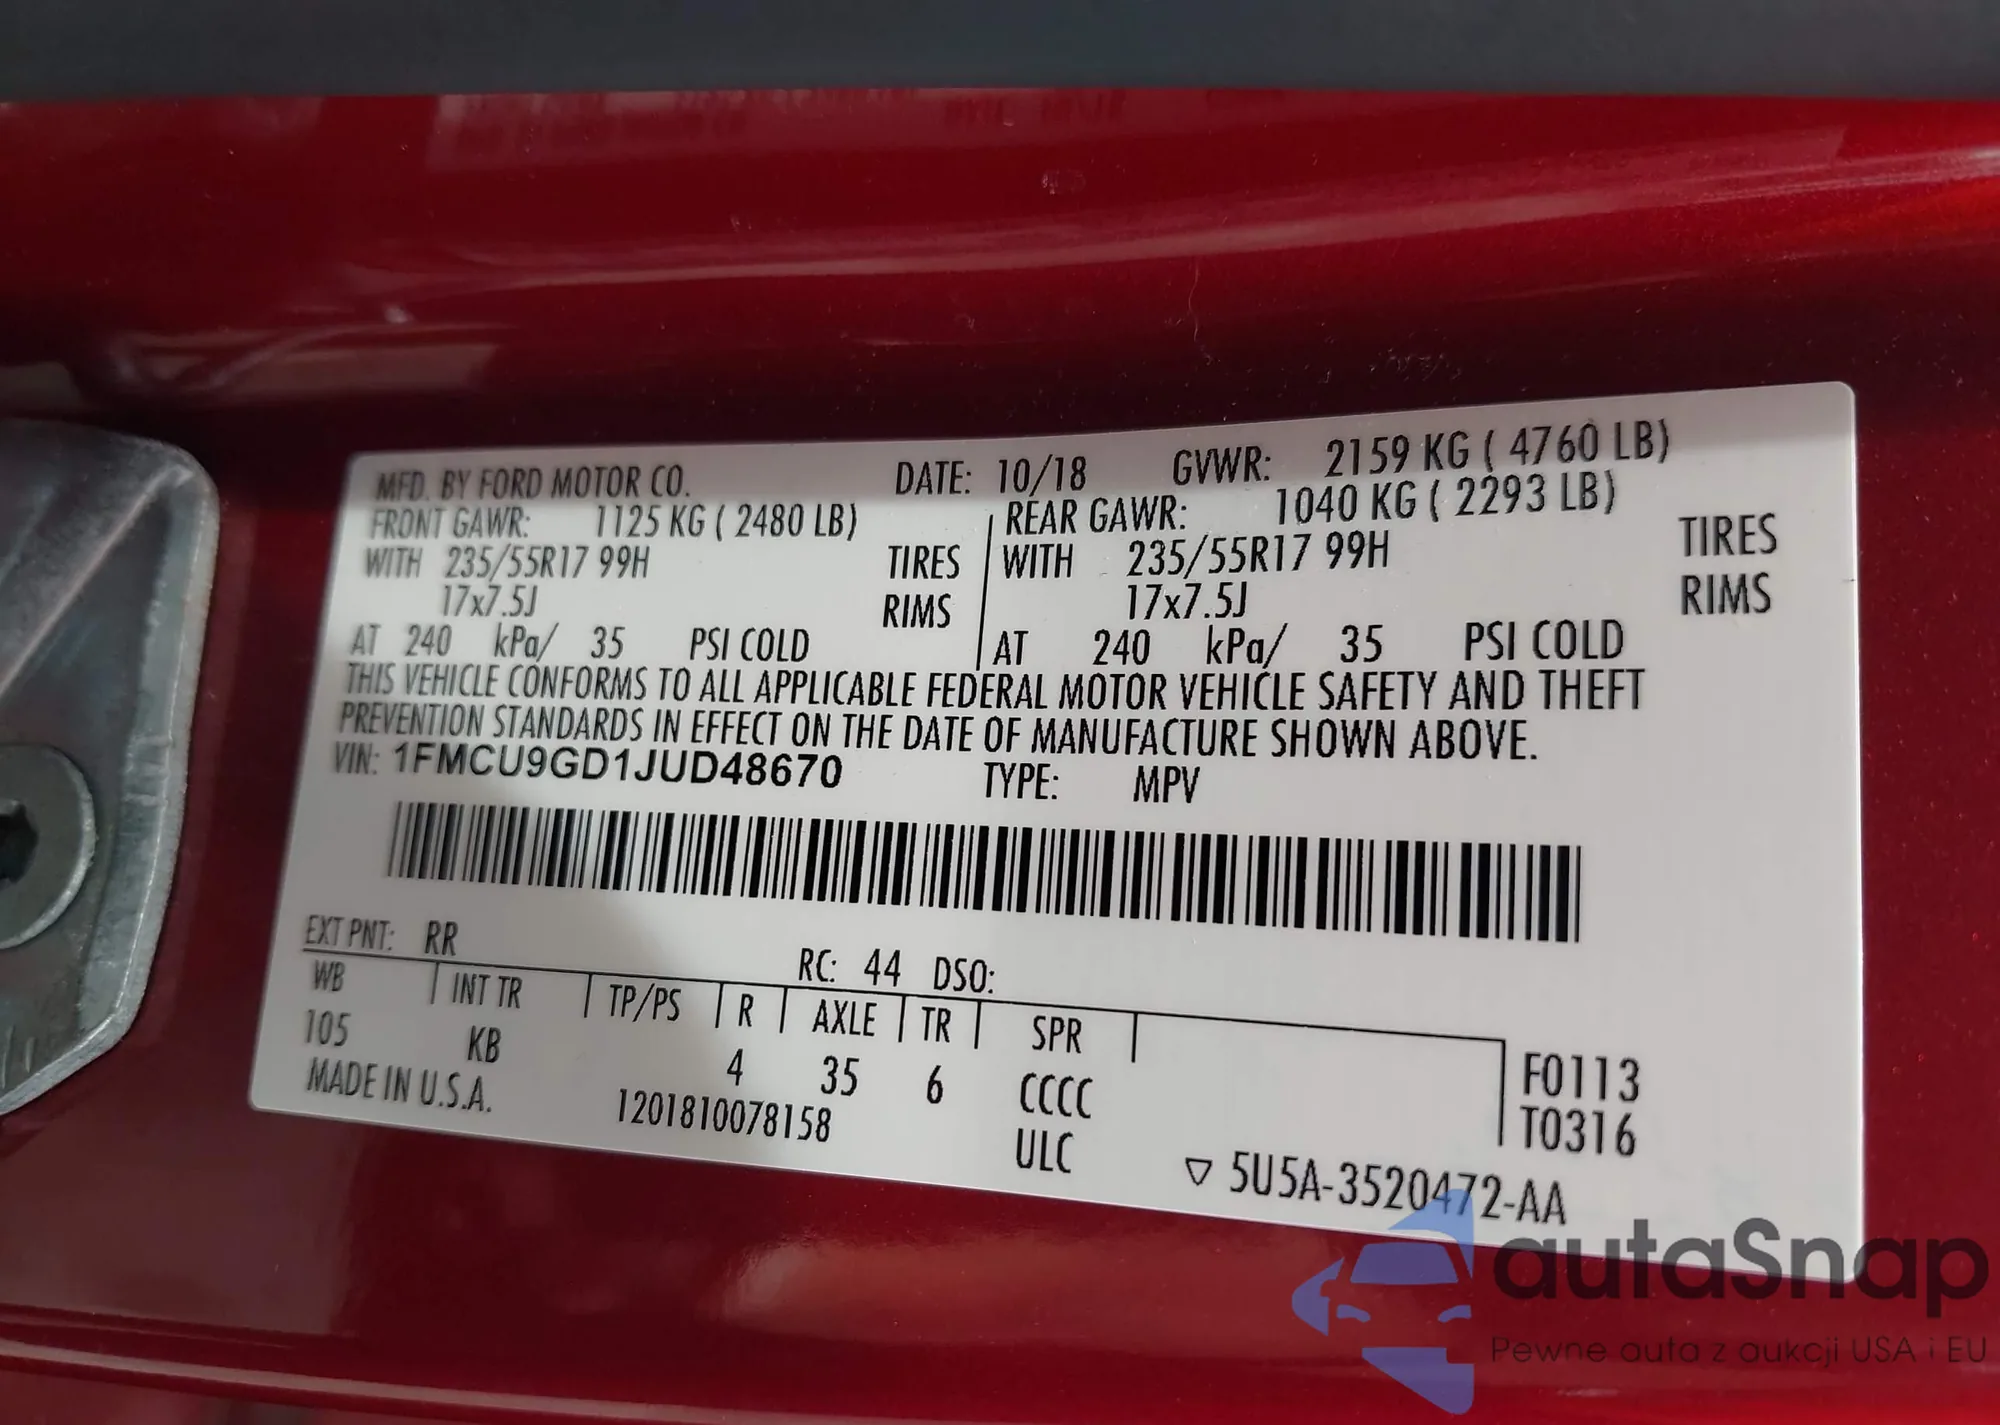 MFD. BY FORD MOTOR CO. DATE: 10/18 GVWR: 2159 KG ( 4760 LB)
FRONT GAWR: 1125 KG ( 2480 LB) REAR GAWR: 1040 KG ( 2293 LB)
WITH 235/55R17 99H TIRES WITH 235/55R17 99H TIRES
17x7.5J RIMS 17x7.5J RIMS
AT 240 kPa/ 35 PSI COLD AT 240 kPa/ 35 PSI COLD
THIS VEHICLE CONFORMS TO ALL APPLICABLE FEDERAL MOTOR VEHICLE SAFETY AND THEFT
PREVENTION STANDARDS IN EFFECT ON THE DATE OF MANUFACTURE SHOWN ABOVE.
VIN: 1FMCU9GD1JUD48670 TYPE: MPV
EXT PNT: RR RC: 44 DSO:
WB INT TR TP/PS R AXLE TR SPR
105 KB 4 35 6 CCCC F0113
MADE IN U.S.A. 1201810078158 ULC T0316
▽ 5U5A-3520472-AA
autaSnap
Pewne auta z aukcji USA i EU